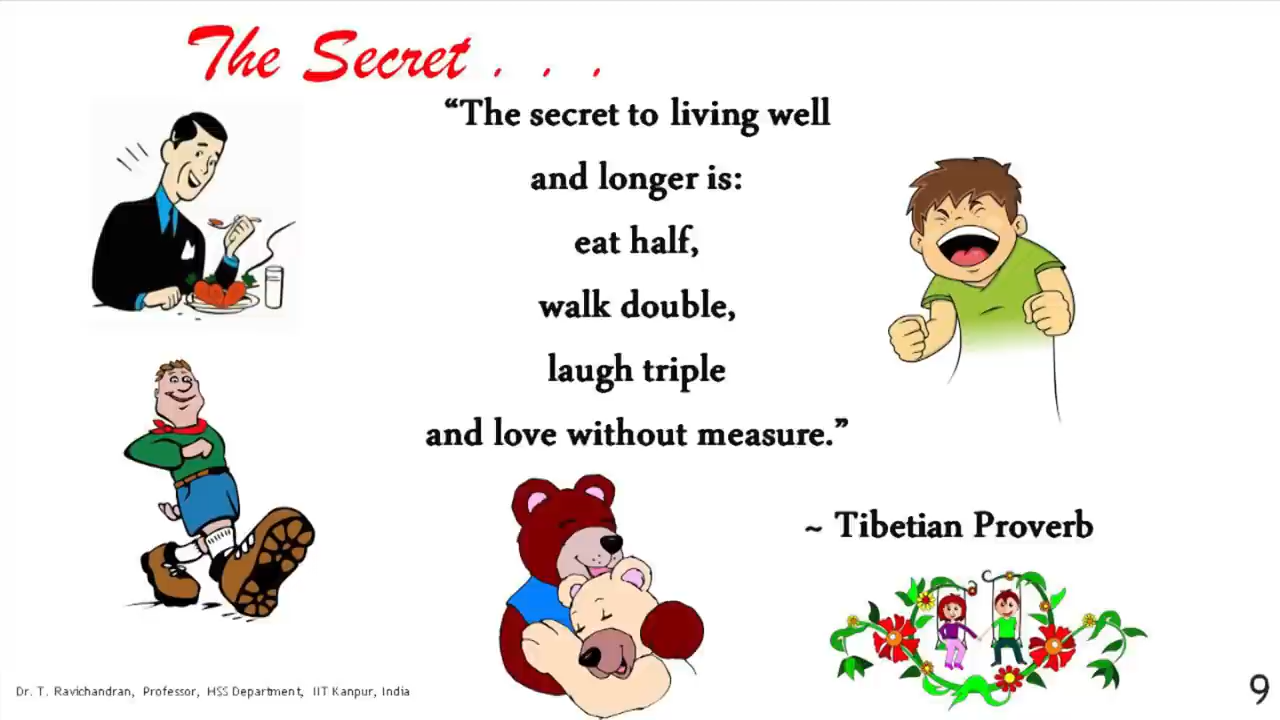 The Secret . . .
“The secret to living well
and longer is:
eat half,
walk double,
laugh triple
and love without measure.”
~ Tibetian Proverb
Dr. T. Ravichandran, Professor, HSS Department, IIT Kanpur, India
9